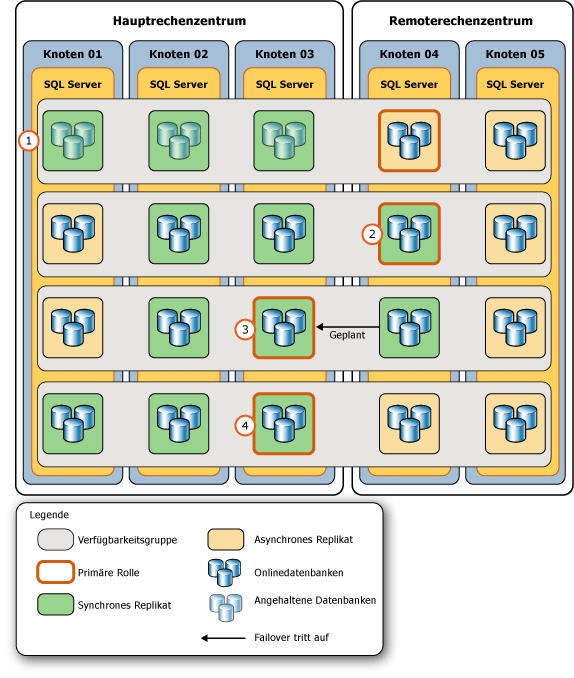 Hauptrechenzentrum
Remoterechenzentrum
Knoten 01
Knoten 02
Knoten 03
Knoten 04
Knoten 05
SQL Server
SQL Server
SQL Server
SQL Server
SQL Server
1
2
3
Geplant
4
Legende
Verfügbarkeitsgruppe
Asynchrones Replikat
Primäre Rolle
Onlinedatenbanken
Synchrones Replikat
Angehaltene Datenbanken
Failover tritt auf